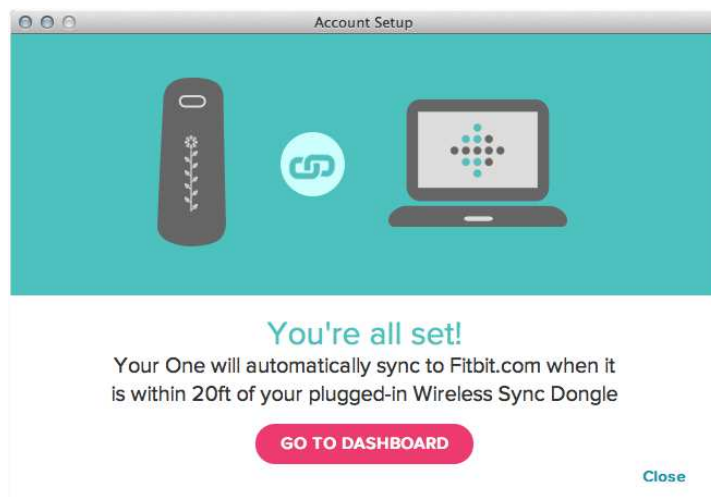 Account Setup
You're all set!
Your One will automatically sync to Fitbit.com when it
is within 20ft of your plugged-in Wireless Sync Dongle
GO TO DASHBOARD
Close